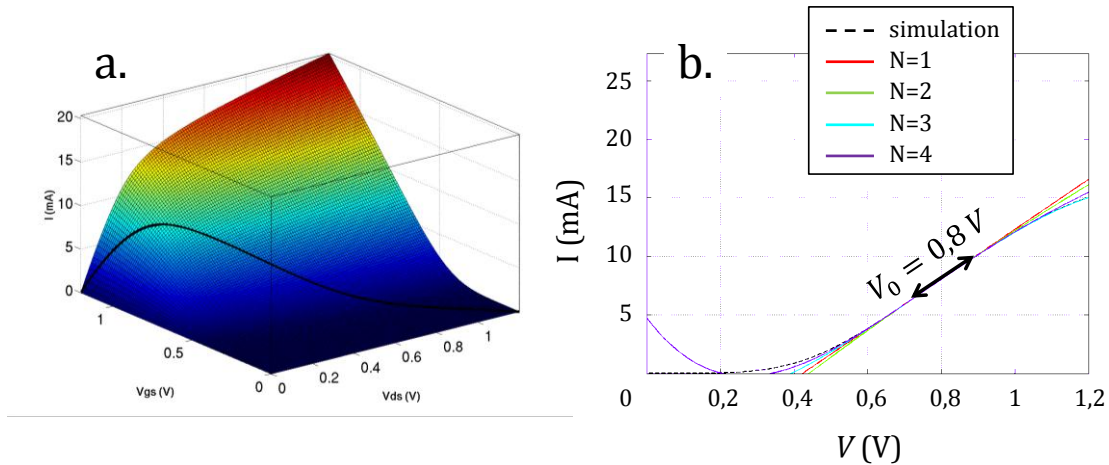 a.
20
15
10
5
0
I (mA)
1
0.5
0
Vgs (V)
0
0.2
0.4
0.6
0.8
1
Vds (V)
b.
simulation
N=1
N=2
N=3
N=4
25
20
15
10
5
I (mA)
V₀ = 0,8 V
0
0,2
0,4
0,6
0,8
1
1,2
V (V)